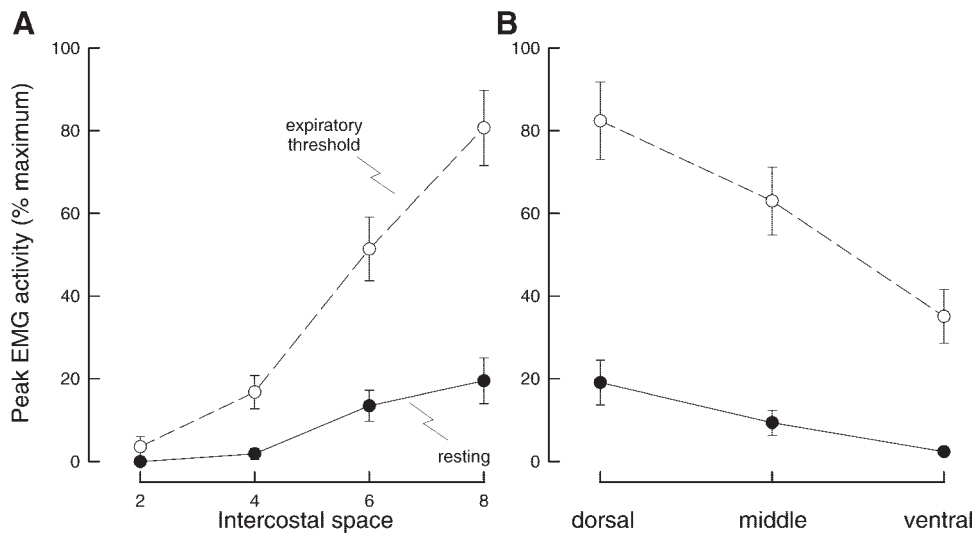 A
B
Peak EMG activity (% maximum)
100
80
60
40
20
0
expiratory
threshold
resting
2
4
6
8
Intercostal space
100
80
60
40
20
0
dorsal
middle
ventral